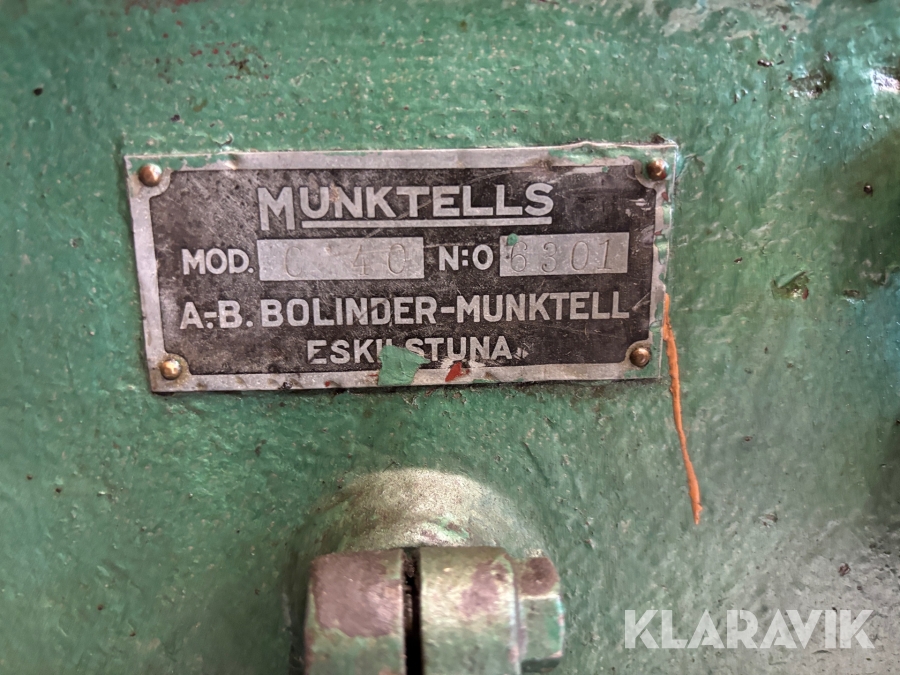 MUNKTELLS
MOD. C 40 N:O 6301
A.-B. BOLINDER-MUNKTELL
ESKILSTUNA.
KLARAVIK